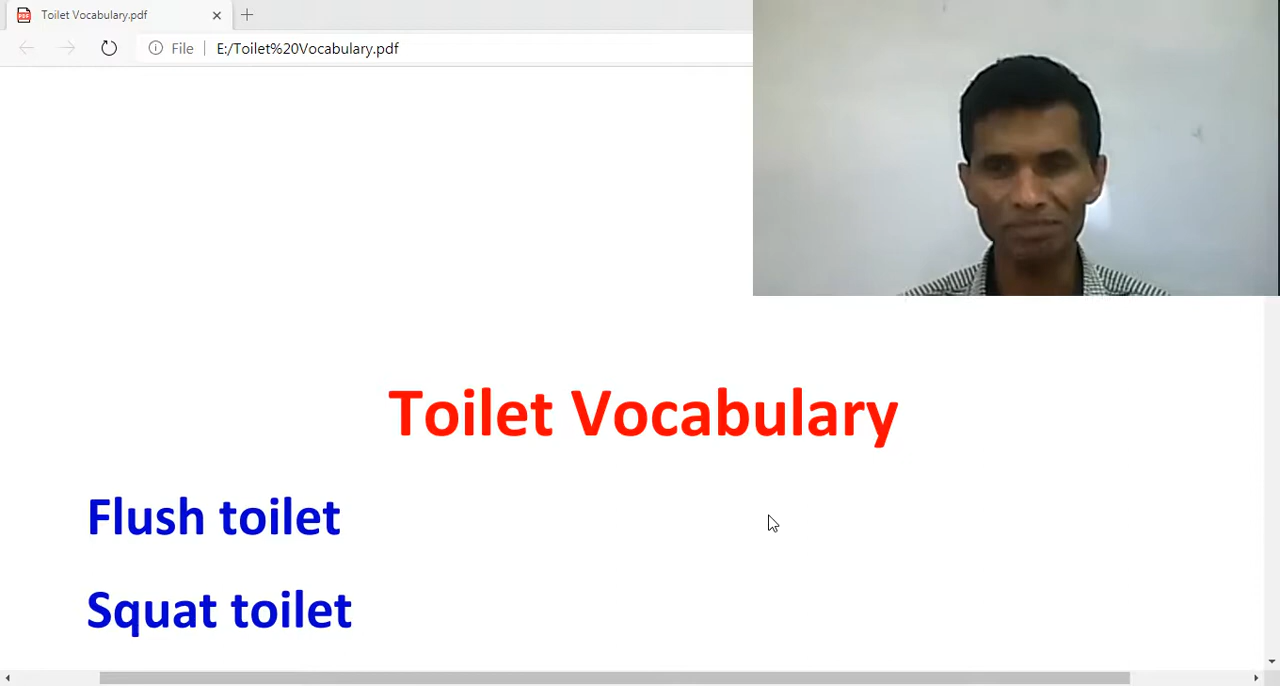 Toilet Vocabulary.pdf
File E:/Toilet%20Vocabulary.pdf
Toilet Vocabulary
Flush toilet
Squat toilet